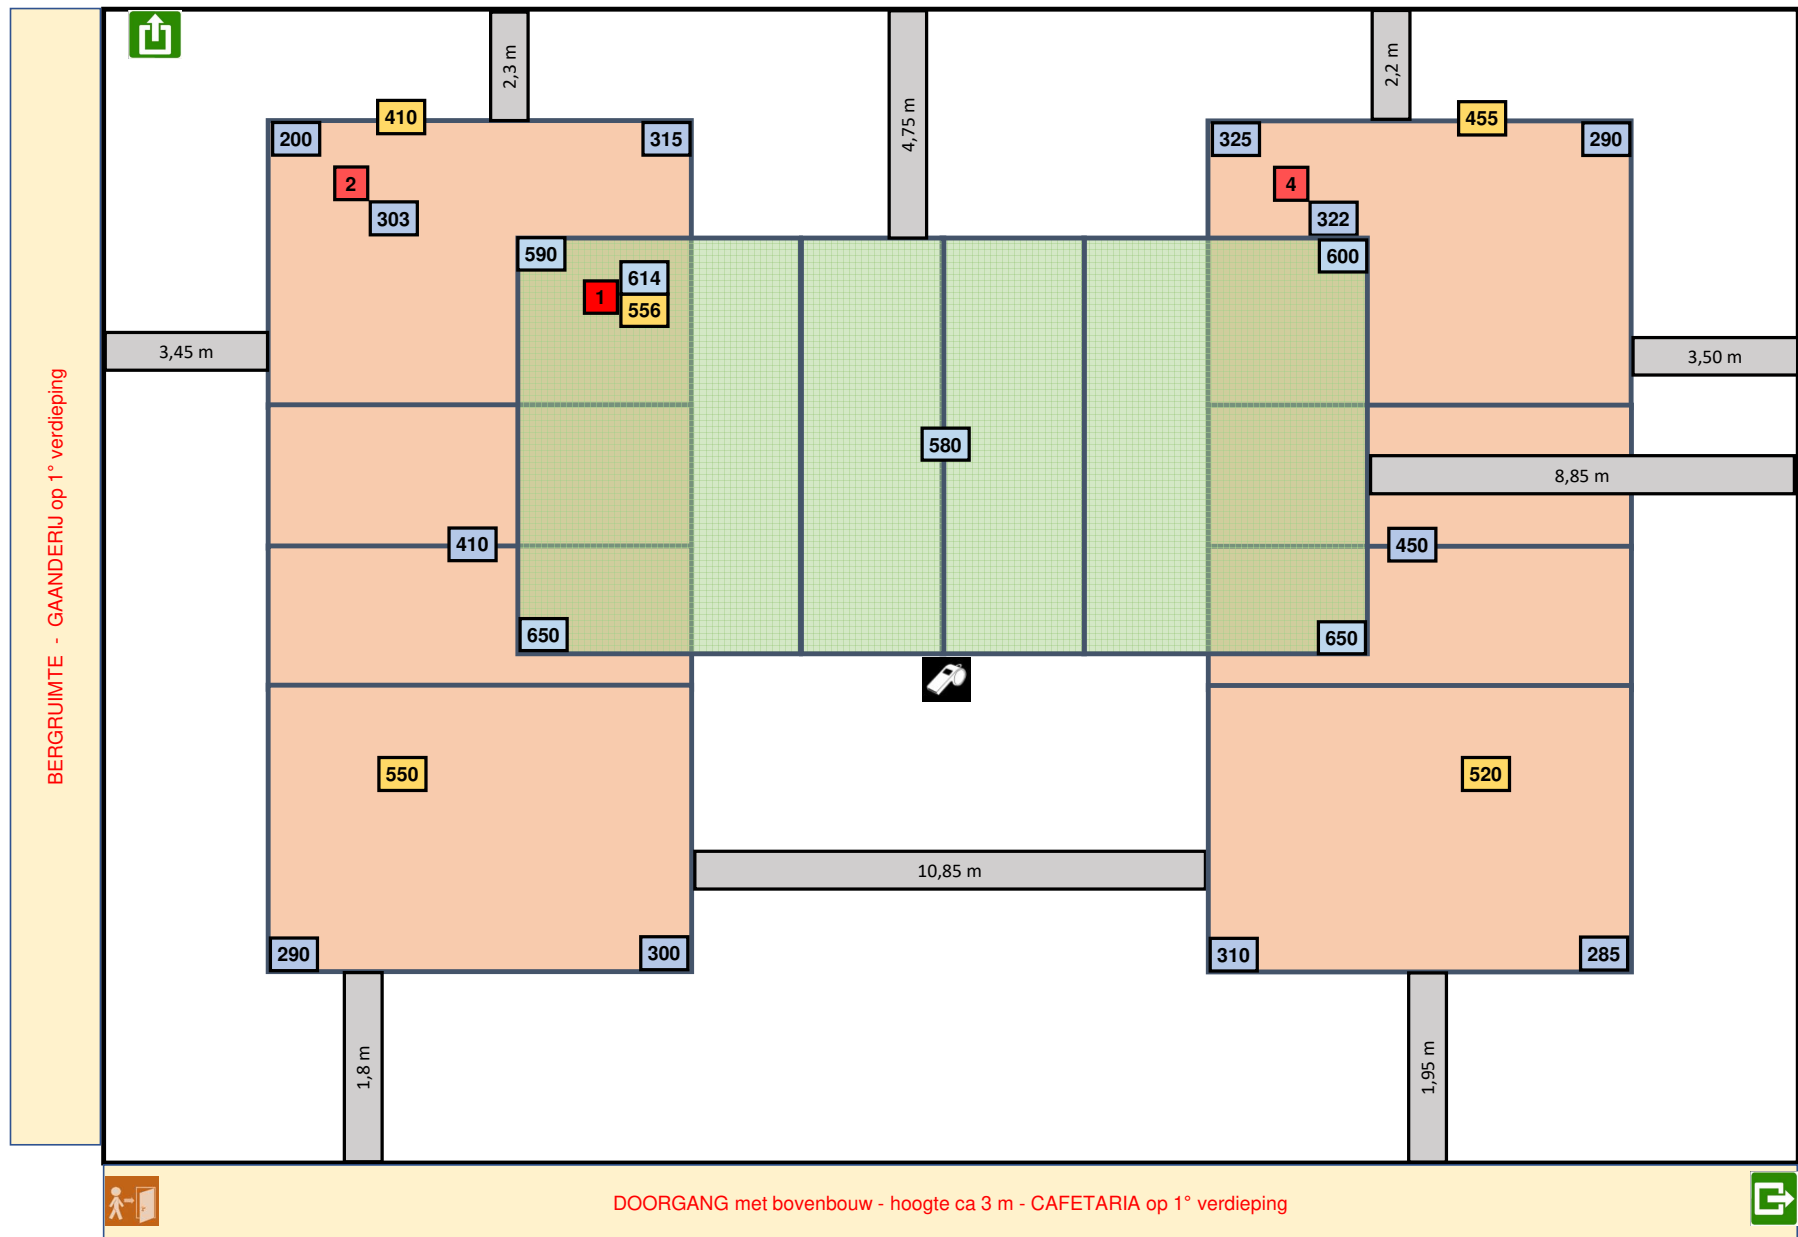 2,3 m
4,75 m
2,2 m
410
455
200
315
325
290
2
4
303
322
590
600
614
1
556
3,45 m
3,50 m
580
8,85 m
410
450
650
650
550
520
10,85 m
290
300
310
285
1,8 m
1,95 m
BERGRUIMTE - GAANDERIJ op 1° verdieping
DOORGANG met bovenbouw - hoogte ca 3 m - CAFETARIA op 1° verdieping